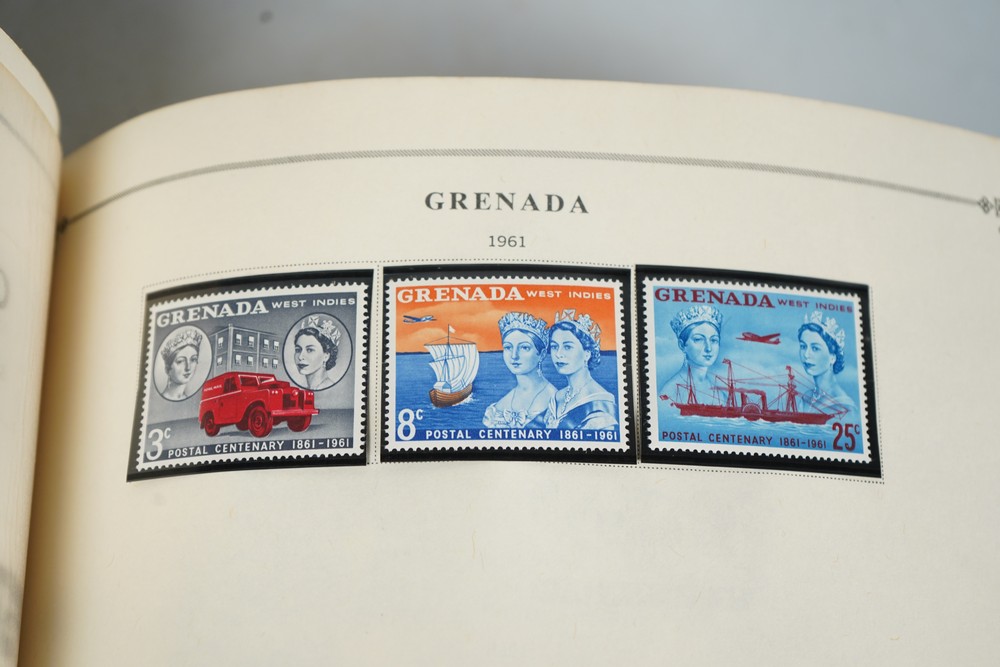 GRENADA
1961
GRENADA WEST INDIES
3c
POSTAL CENTENARY 1861-1961
GRENADA WEST INDIES
8c
POSTAL CENTENARY 1861-1961
GRENADA WEST INDIES
POSTAL CENTENARY 1861-1961
25c